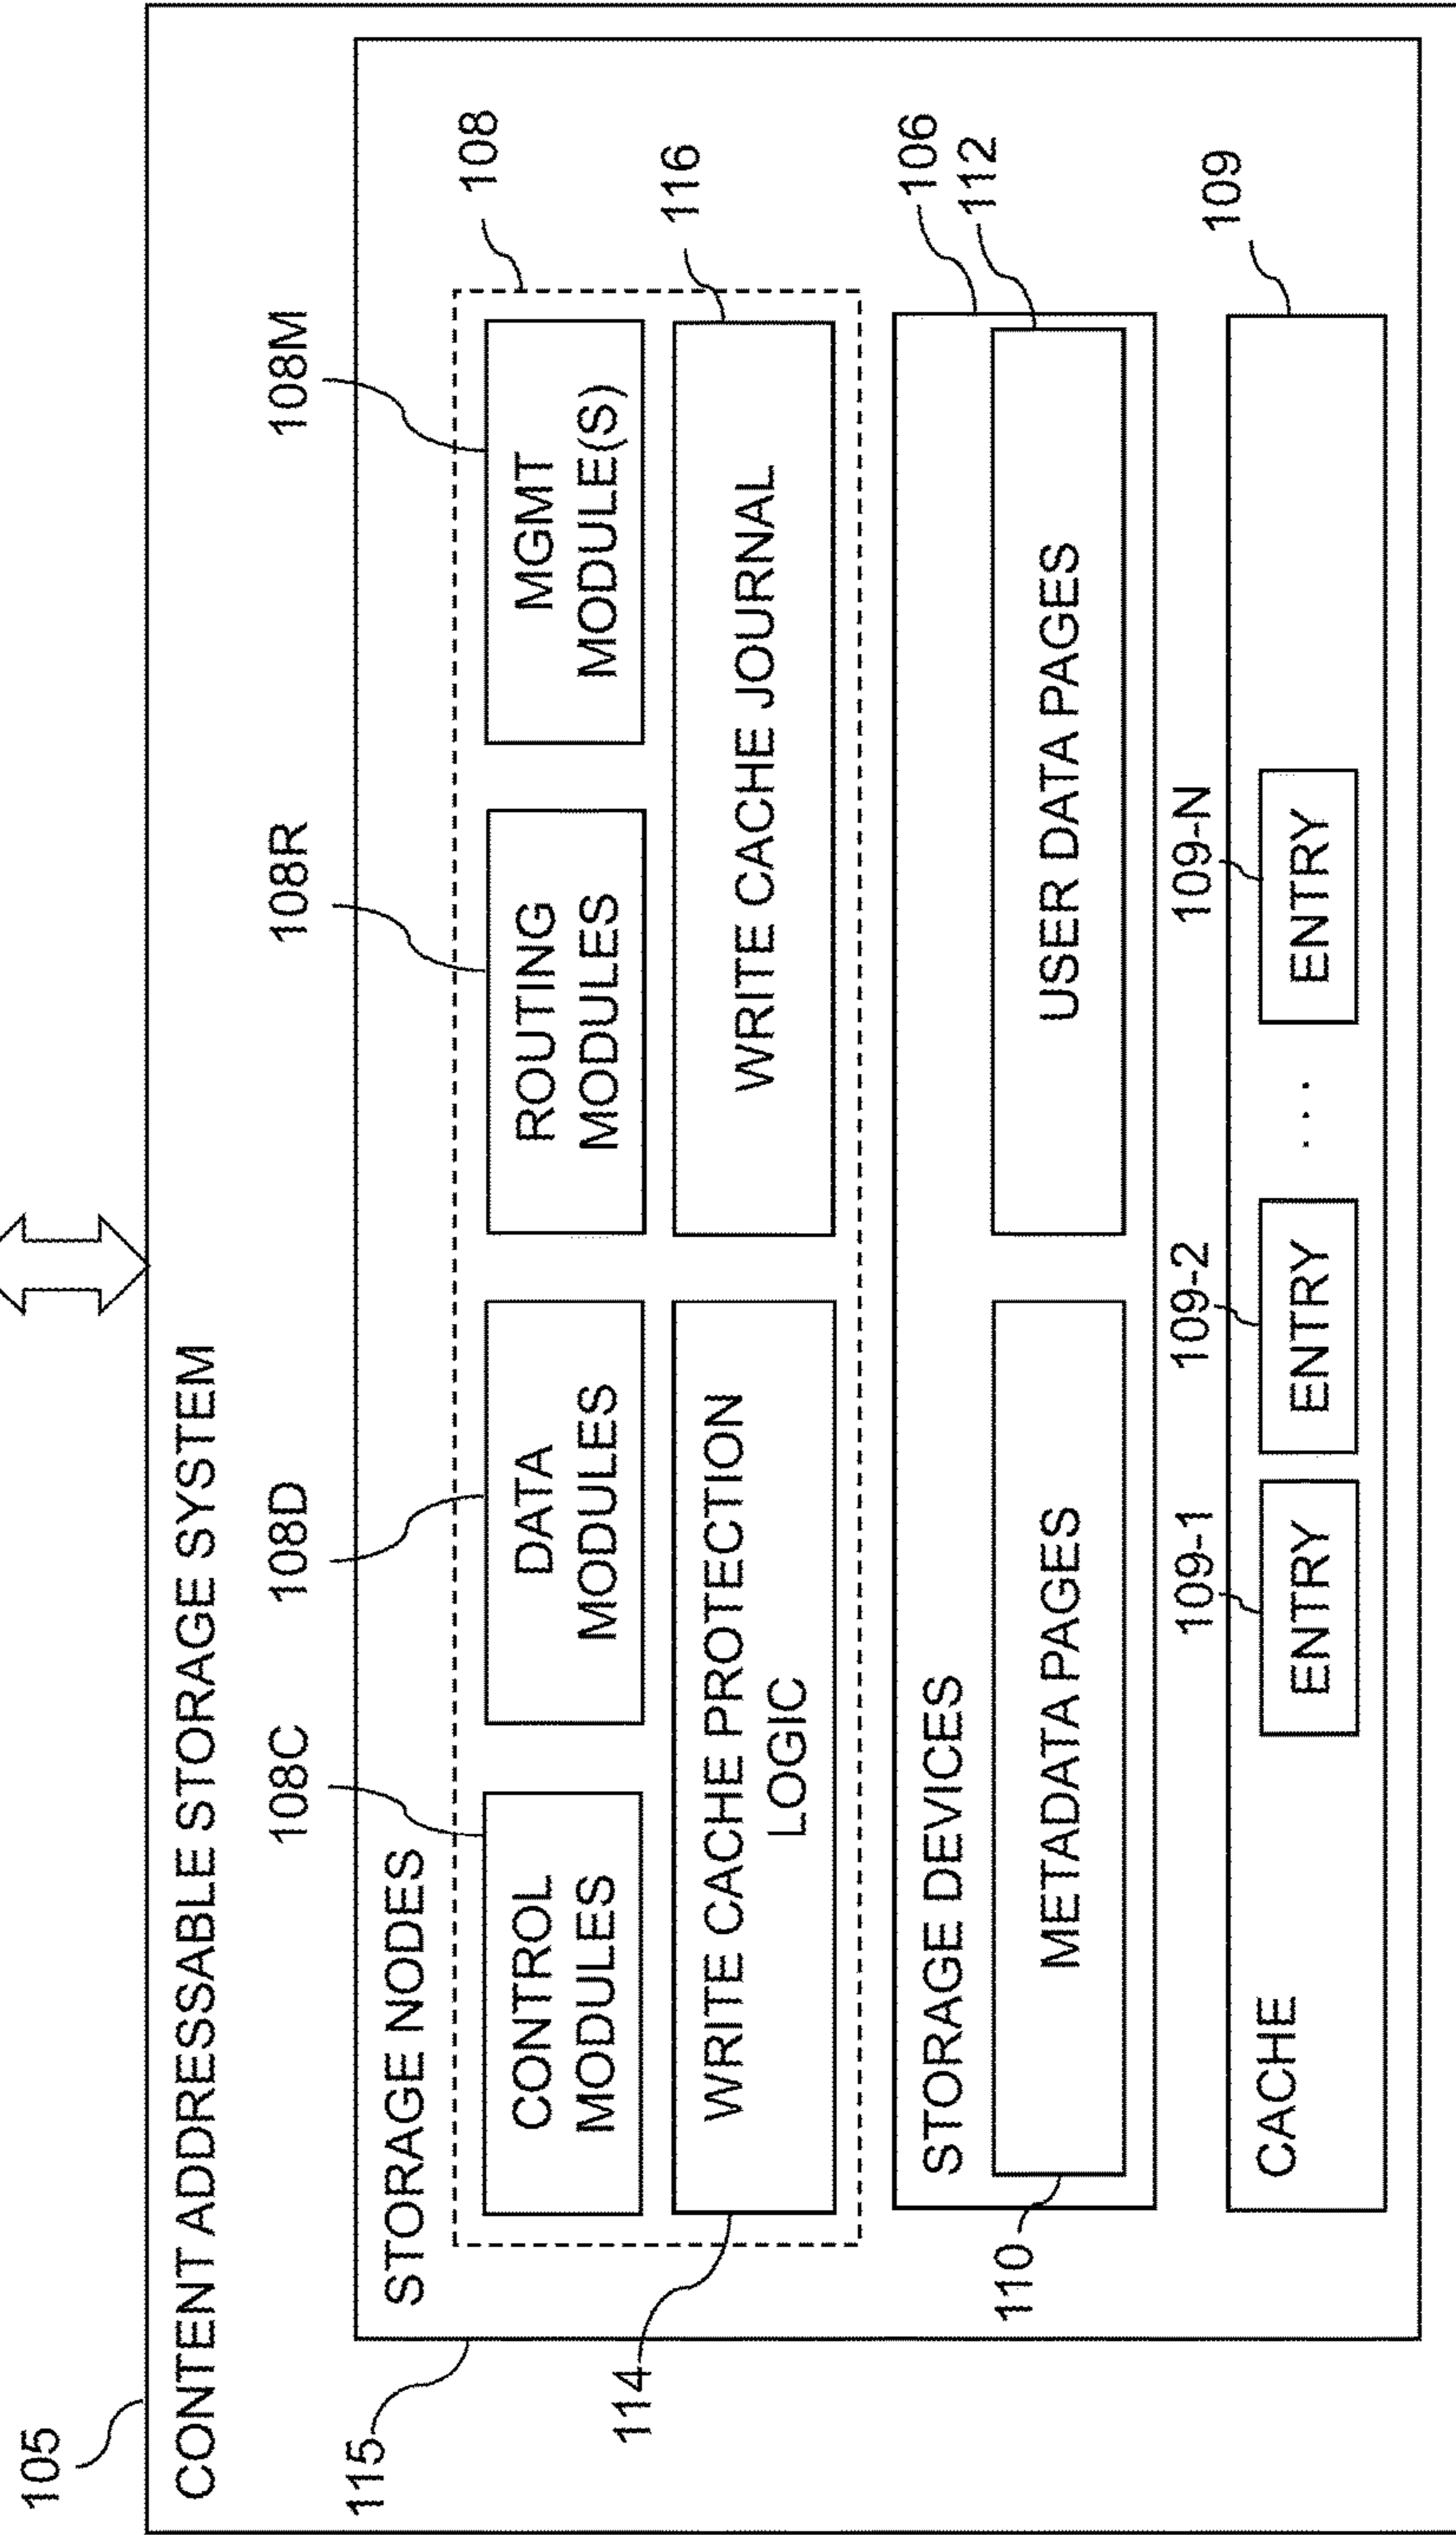 105
CONTENT ADDRESSABLE STORAGE SYSTEM
115
STORAGE NODES
108C
108D
108R
108M
108
CONTROL
MODULES
DATA
MODULES
ROUTING
MODULES
MGMT
MODULE(S)
114
WRITE CACHE PROTECTION
LOGIC
WRITE CACHE JOURNAL
116
STORAGE DEVICES
106
110
METADATA PAGES
USER DATA PAGES
112
109-1
109-2
109-N
109
CACHE
ENTRY
ENTRY
. . .
ENTRY